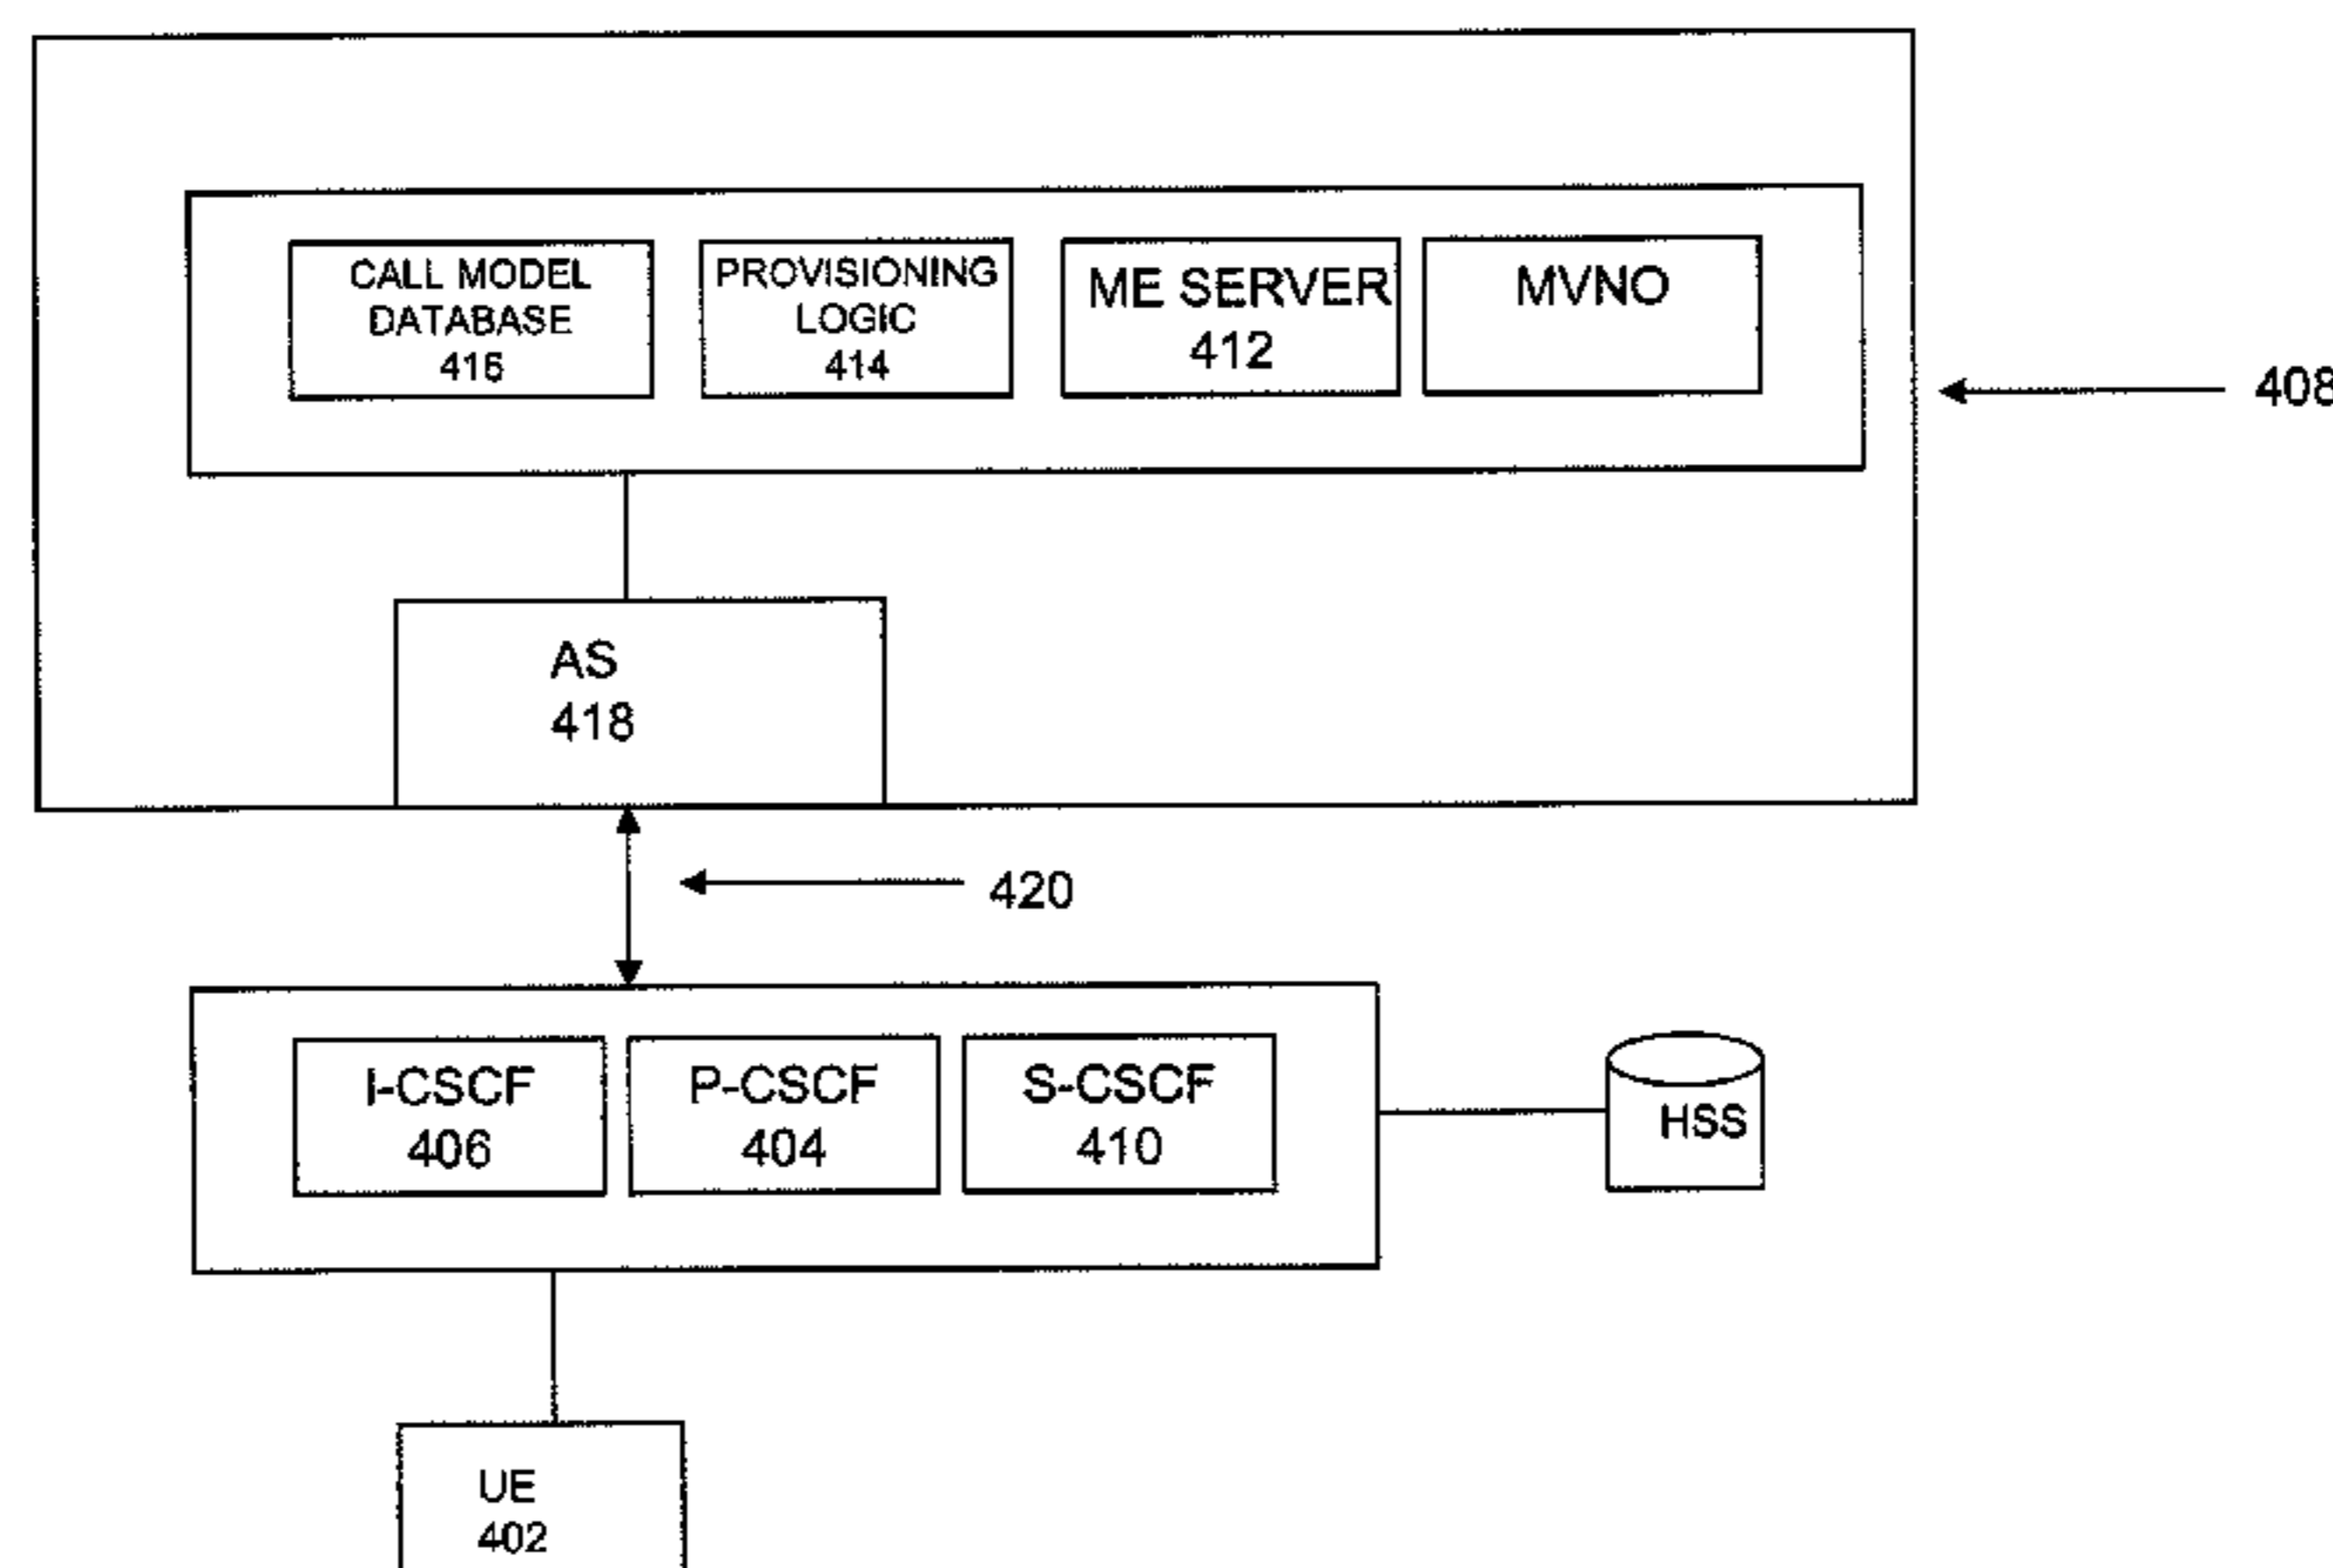 CALL MODEL
DATABASE
416
PROVISIONING
LOGIC
414
ME SERVER
412
MVNO
408
AS
418
420
I-CSCF
406
P-CSCF
404
S-CSCF
410
HSS
UE
402